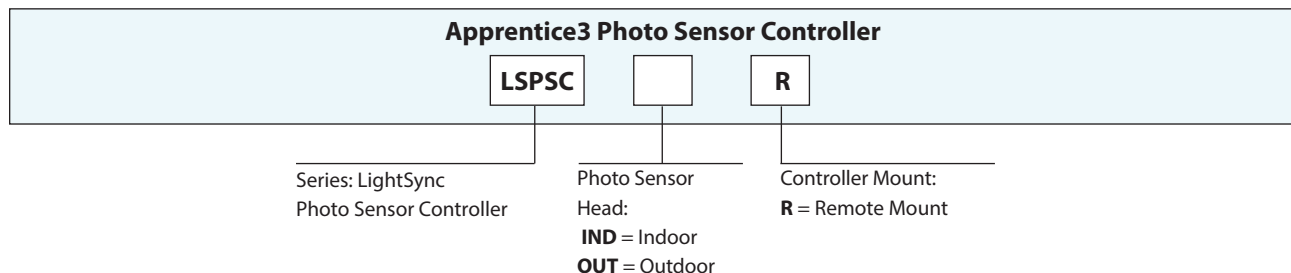 Apprentice3 Photo Sensor Controller
LSPSC R
Series: LightSync
Photo Sensor Controller
Photo Sensor
Head:
IND = Indoor
OUT = Outdoor
Controller Mount:
R = Remote Mount